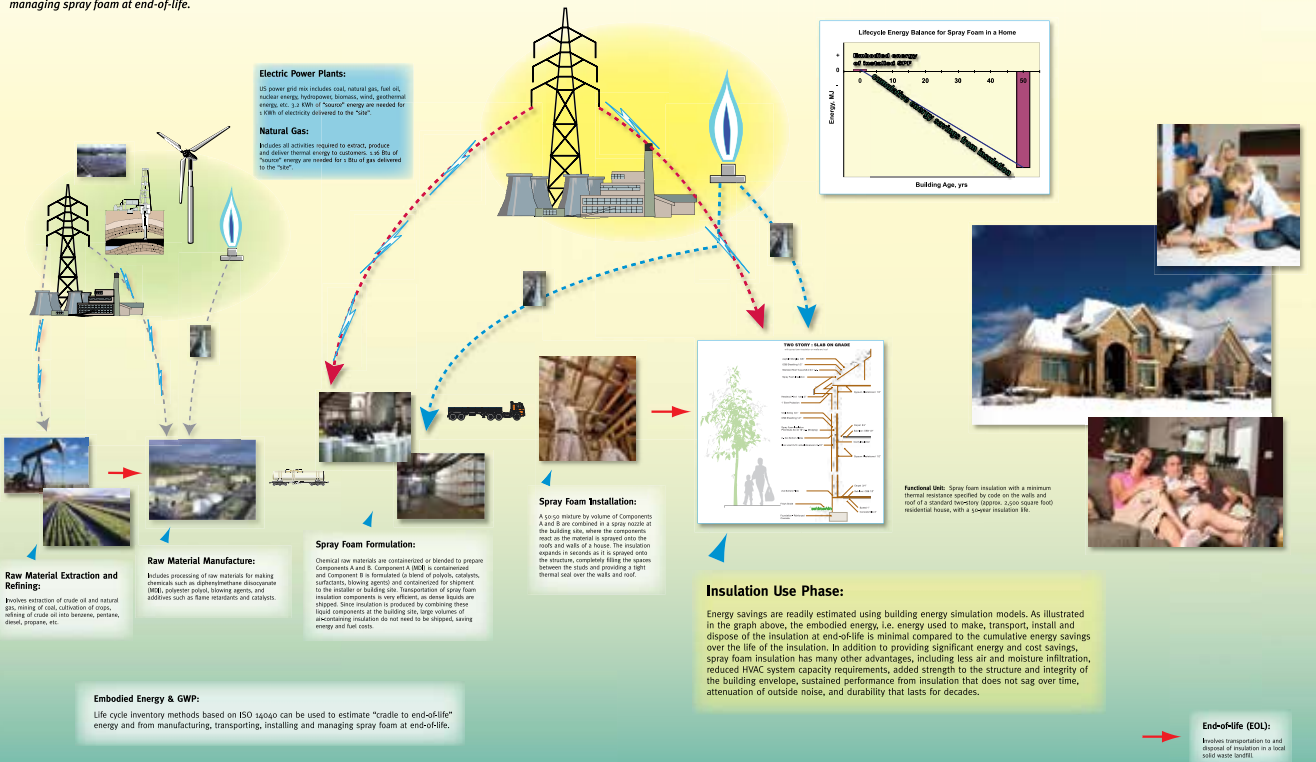 managing spray foam at end-of-life.
Electric Power Plants:
US power grid mix includes coal, natural gas, fuel oil,
nuclear energy, hydropower, biomass, wind, geothermal
energy, etc. 3.2 KWh of "source" energy are needed for
1 KWh of electricity delivered to the "site".
Natural Gas:
Includes all activities required to extract, produce
and deliver thermal energy to customers. 1.16 Btu of
"source" energy are needed for 1 Btu of gas delivered
to the "site".
Lifecycle Energy Balance for Spray Foam in a Home
Embodied energy
of installed SPF
+
0
-
0 10 20 30 40 50
Energy, MJ
Cumulative energy savings from insulation
Building Age, yrs
TWO STORY - SLAB ON GRADE
Functional Unit: Spray foam insulation with a minimum
thermal resistance specified by code on the walls and
roof of a standard two-story (approx. 2,500 square foot)
residential house, with a 50-year insulation life.
Raw Material Extraction and
Refining:
Involves extraction of crude oil and natural
gas, mining of coal, cultivation of crops,
refining of crude oil into benzene, pentane,
diesel, propane, etc.
Raw Material Manufacture:
Includes processing of raw materials for making
chemicals such as diphenylmethane diisocyanate
(MDI), polyester polyol, blowing agents, and
additives such as flame retardants and catalysts.
Spray Foam Formulation:
Chemical raw materials are containerized or blended to prepare
Components A and B. Component A (MDI) is containerized
and Component B is formulated (a blend of polyols, catalysts,
surfactants, blowing agents) and containerized for shipment
to the installer or building site. Transportation of spray foam
insulation components is very efficient, as dense liquids are
shipped. Since insulation is produced by combining these
liquid components at the building site, large volumes of
air-containing insulation do not need to be shipped, saving
energy and fuel costs.
Spray Foam Installation:
A 50-50 mixture by volume of Components
A and B are combined in a spray nozzle at
the building site, where the components
react as the material is sprayed onto the
roofs and walls of a house. The insulation
expands in seconds as it is sprayed onto
the structure, completely filling the spaces
between the studs and providing a tight
thermal seal over the walls and roof.
Insulation Use Phase:
Energy savings are readily estimated using building energy simulation models. As illustrated
in the graph above, the embodied energy, i.e. energy used to make, transport, install and
dispose of the insulation at end-of-life is minimal compared to the cumulative energy savings
over the life of the insulation. In addition to providing significant energy and cost savings,
spray foam insulation has many other advantages, including less air and moisture infiltration,
reduced HVAC system capacity requirements, added strength to the structure and integrity of
the building envelope, sustained performance from insulation that does not sag over time,
attenuation of outside noise, and durability that lasts for decades.
Embodied Energy & GWP:
Life cycle inventory methods based on ISO 14040 can be used to estimate "cradle to end-of-life"
energy and from manufacturing, transporting, installing and managing spray foam at end-of-life.
End-of-life (EOL):
Involves transportation to and
disposal of insulation in a local
solid waste landfill.